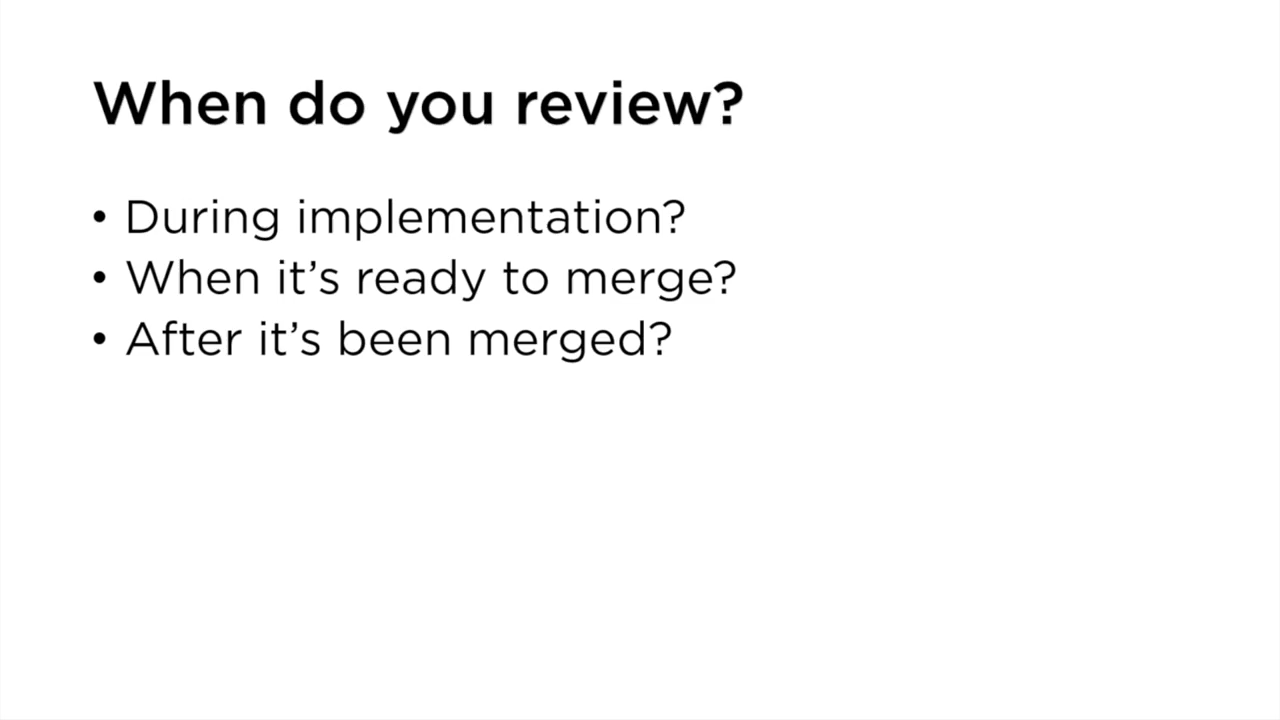 When do you review?
• During implementation?
• When it’s ready to merge?
• After it’s been merged?